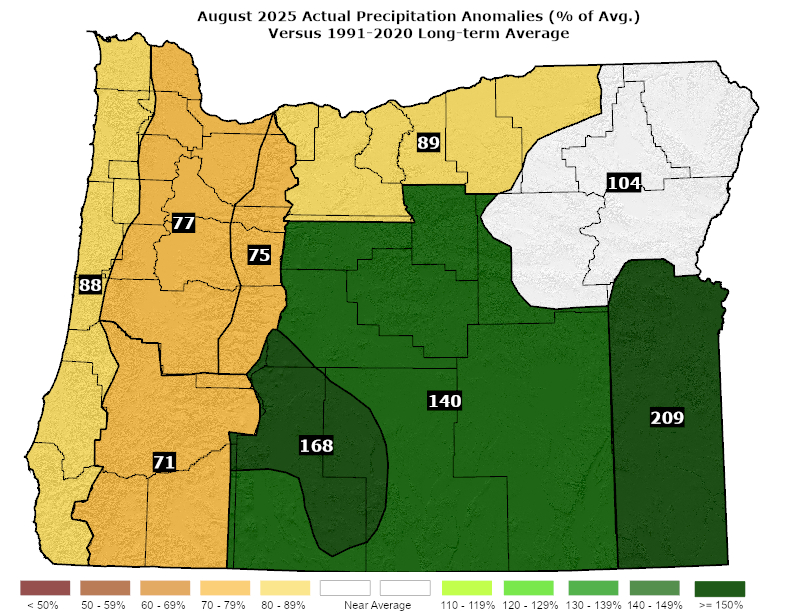 August 2025 Actual Precipitation Anomalies (% of Avg.)
Versus 1991-2020 Long-term Average
89
104
77
75
88
140
209
168
71
< 50%
50 - 59%
60 - 69%
70 - 79%
80 - 89%
Near Average
110 - 119%
120 - 129%
130 - 139%
140 - 149%
>= 150%